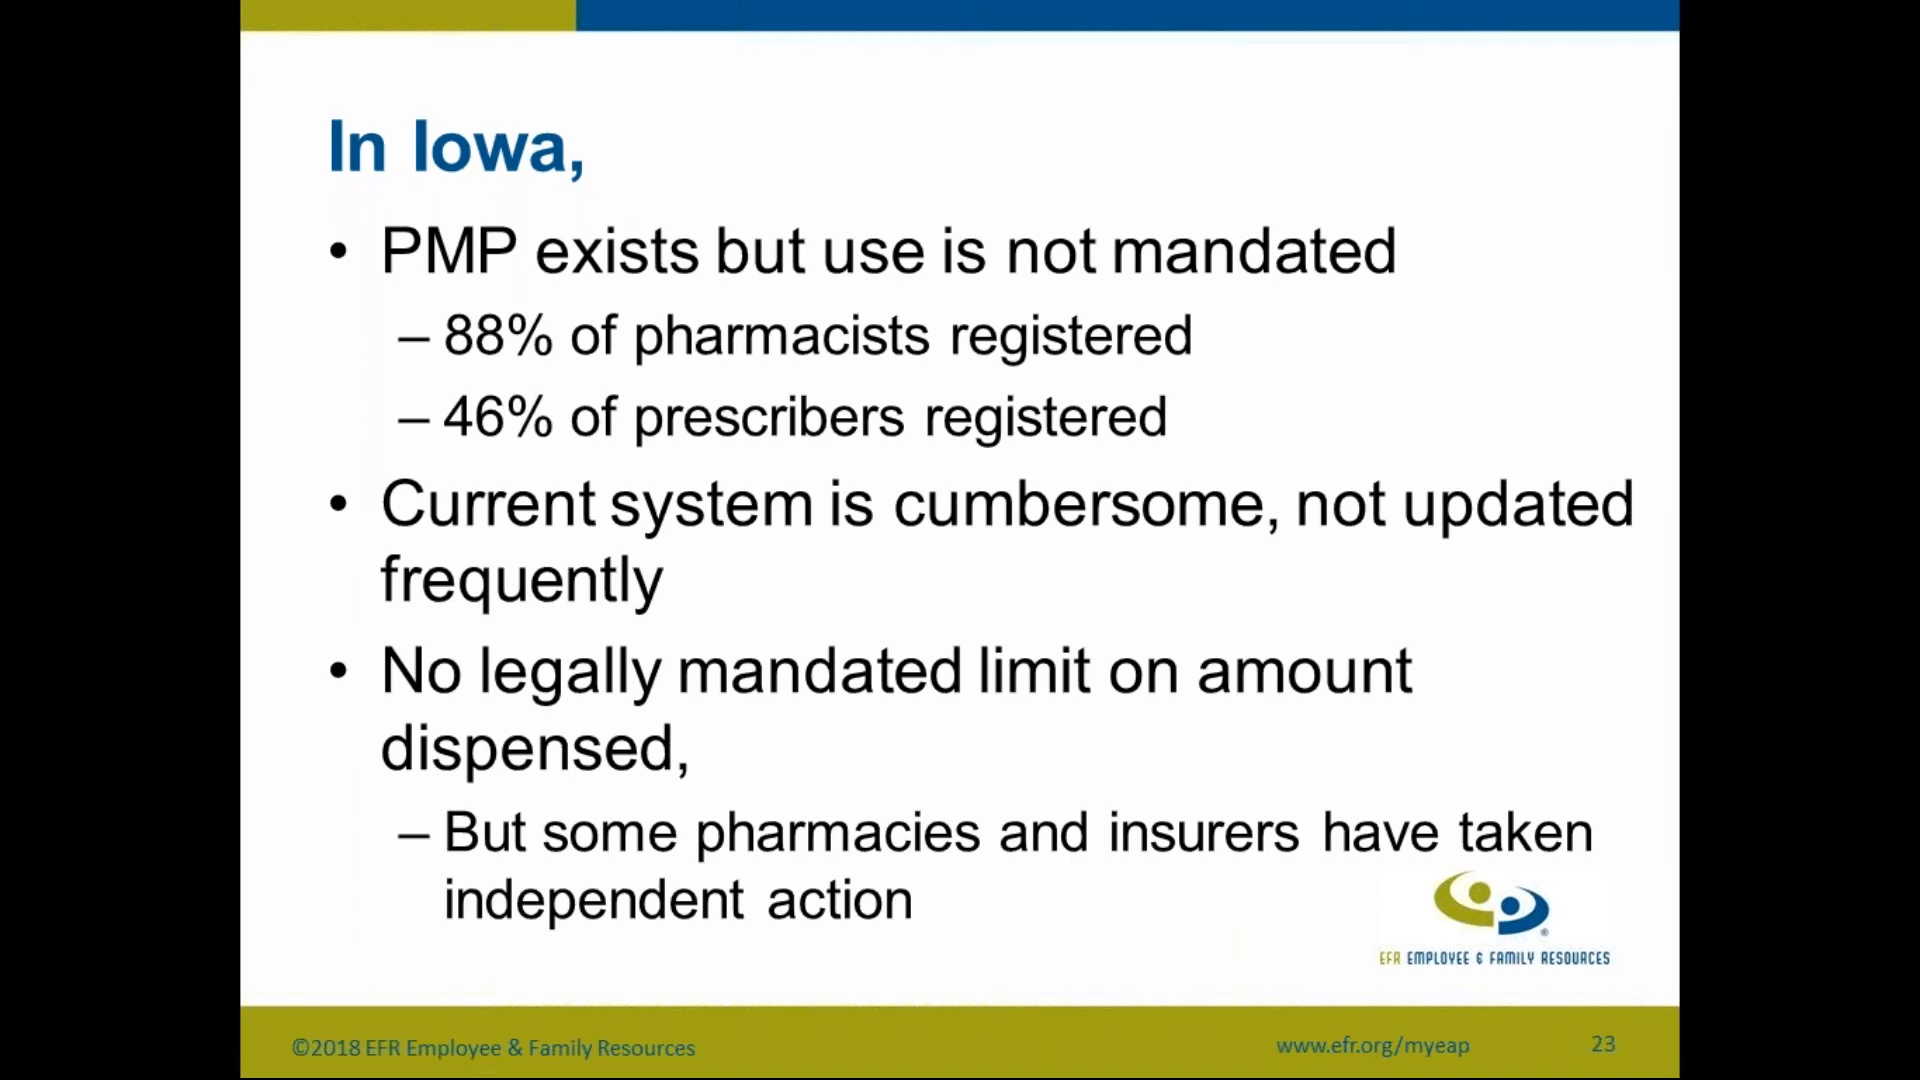 In Iowa,
• PMP exists but use is not mandated
– 88% of pharmacists registered
– 46% of prescribers registered
• Current system is cumbersome, not updated
frequently
• No legally mandated limit on amount
dispensed,
– But some pharmacies and insurers have taken
independent action
®
EFR EMPLOYEE & FAMILY RESOURCES
©2018 EFR Employee & Family Resources
www.efr.org/myeap
23